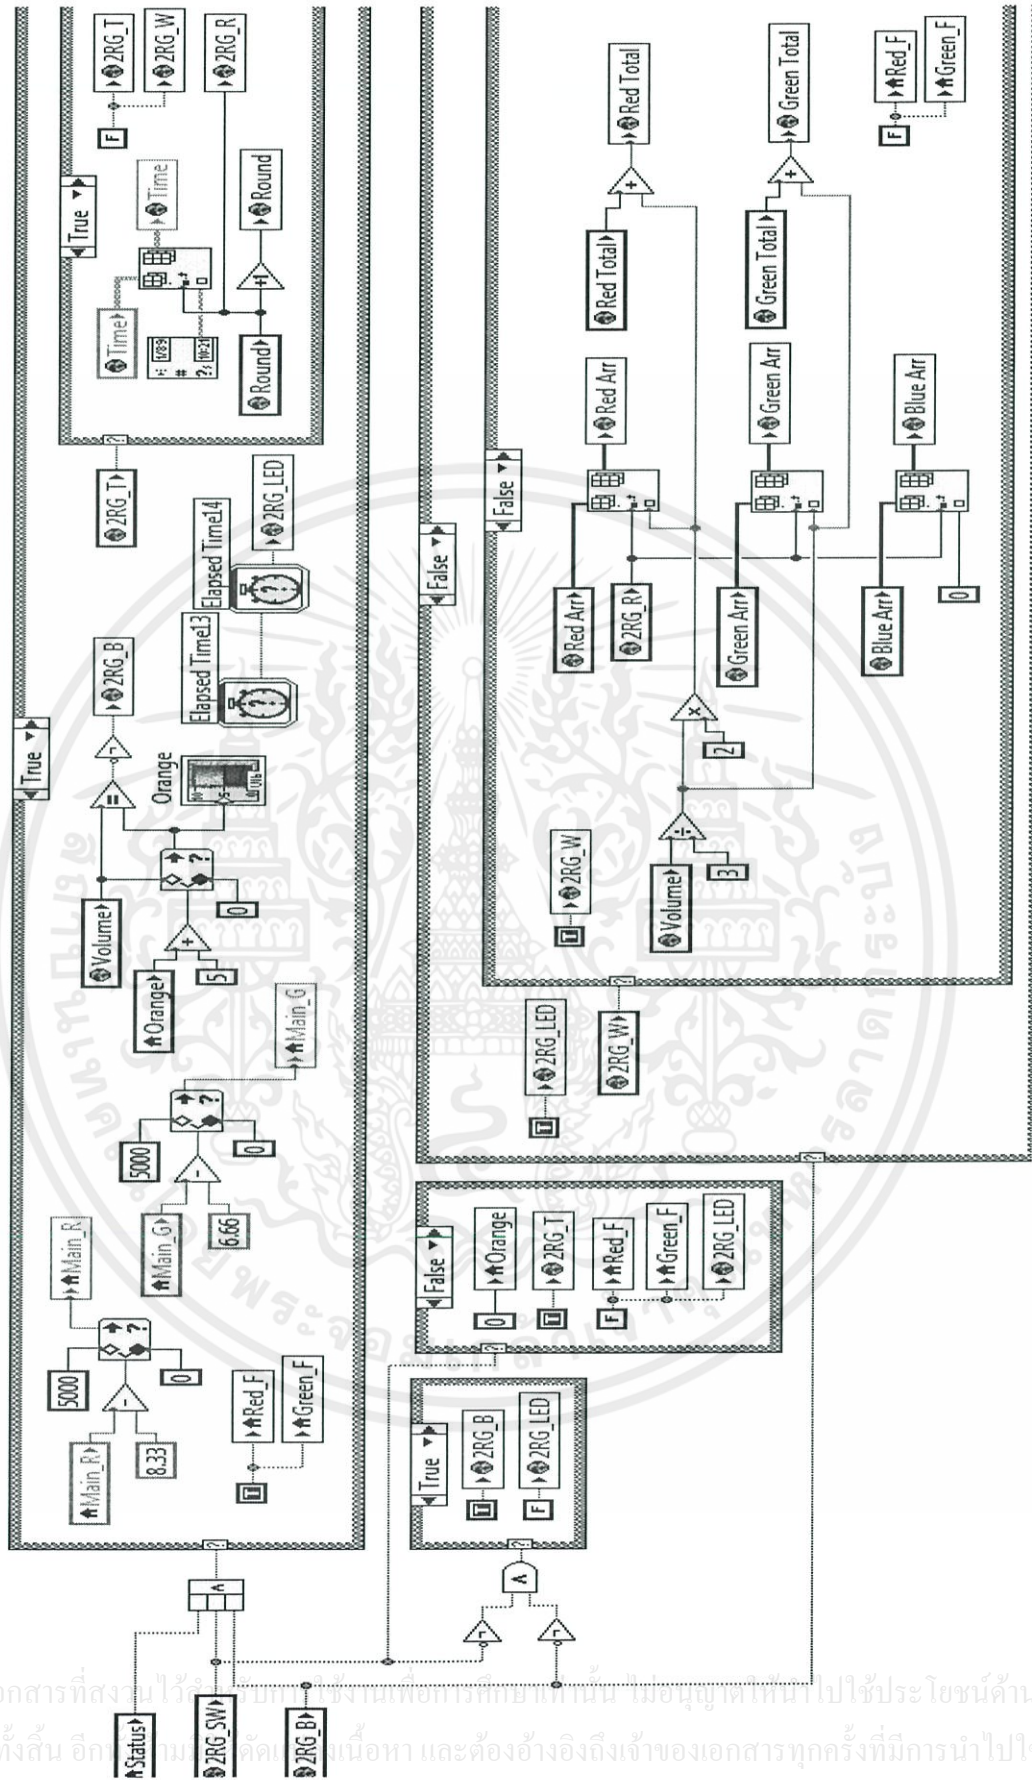 True
2RG_T
True
Time
Time
F
2RG_T
2RG_W
2RG_R
Round
+1
Round
Main_R
8.33
-
5000
0
?
Main_R
Main_G
6.66
-
5000
0
?
Main_G
T
Red_F
Green_F
Orange
5
+
Volume
0
?
=
2RG_B
Orange
Elapsed Time13
Elapsed Time14
2RG_LED
Status
2RG_SW
2RG_B
True
T
2RG_B
F
2RG_LED
False
0
Orange
T
2RG_T
F
Red_F
Green_F
2RG_LED
False
T
2RG_LED
2RG_W
False
T
2RG_W
Volume
3
÷
2
x
Red Arr
2RG_R
Red Arr
Green Arr
Green Arr
Blue Arr
0
Blue Arr
Red Total
+
Red Total
Green Total
+
Green Total
F
Red_F
Green_F